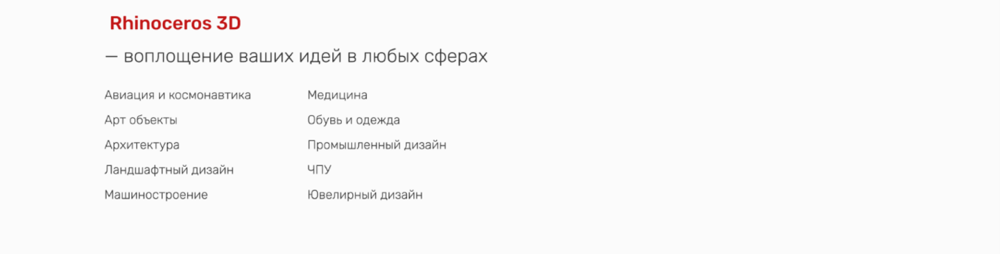 Rhinoceros 3D
— воплощение ваших идей в любых сферах
Авиация и космонавтика
Арт объекты
Архитектура
Ландшафтный дизайн
Машиностроение
Медицина
Обувь и одежда
Промышленный дизайн
ЧПУ
Ювелирный дизайн